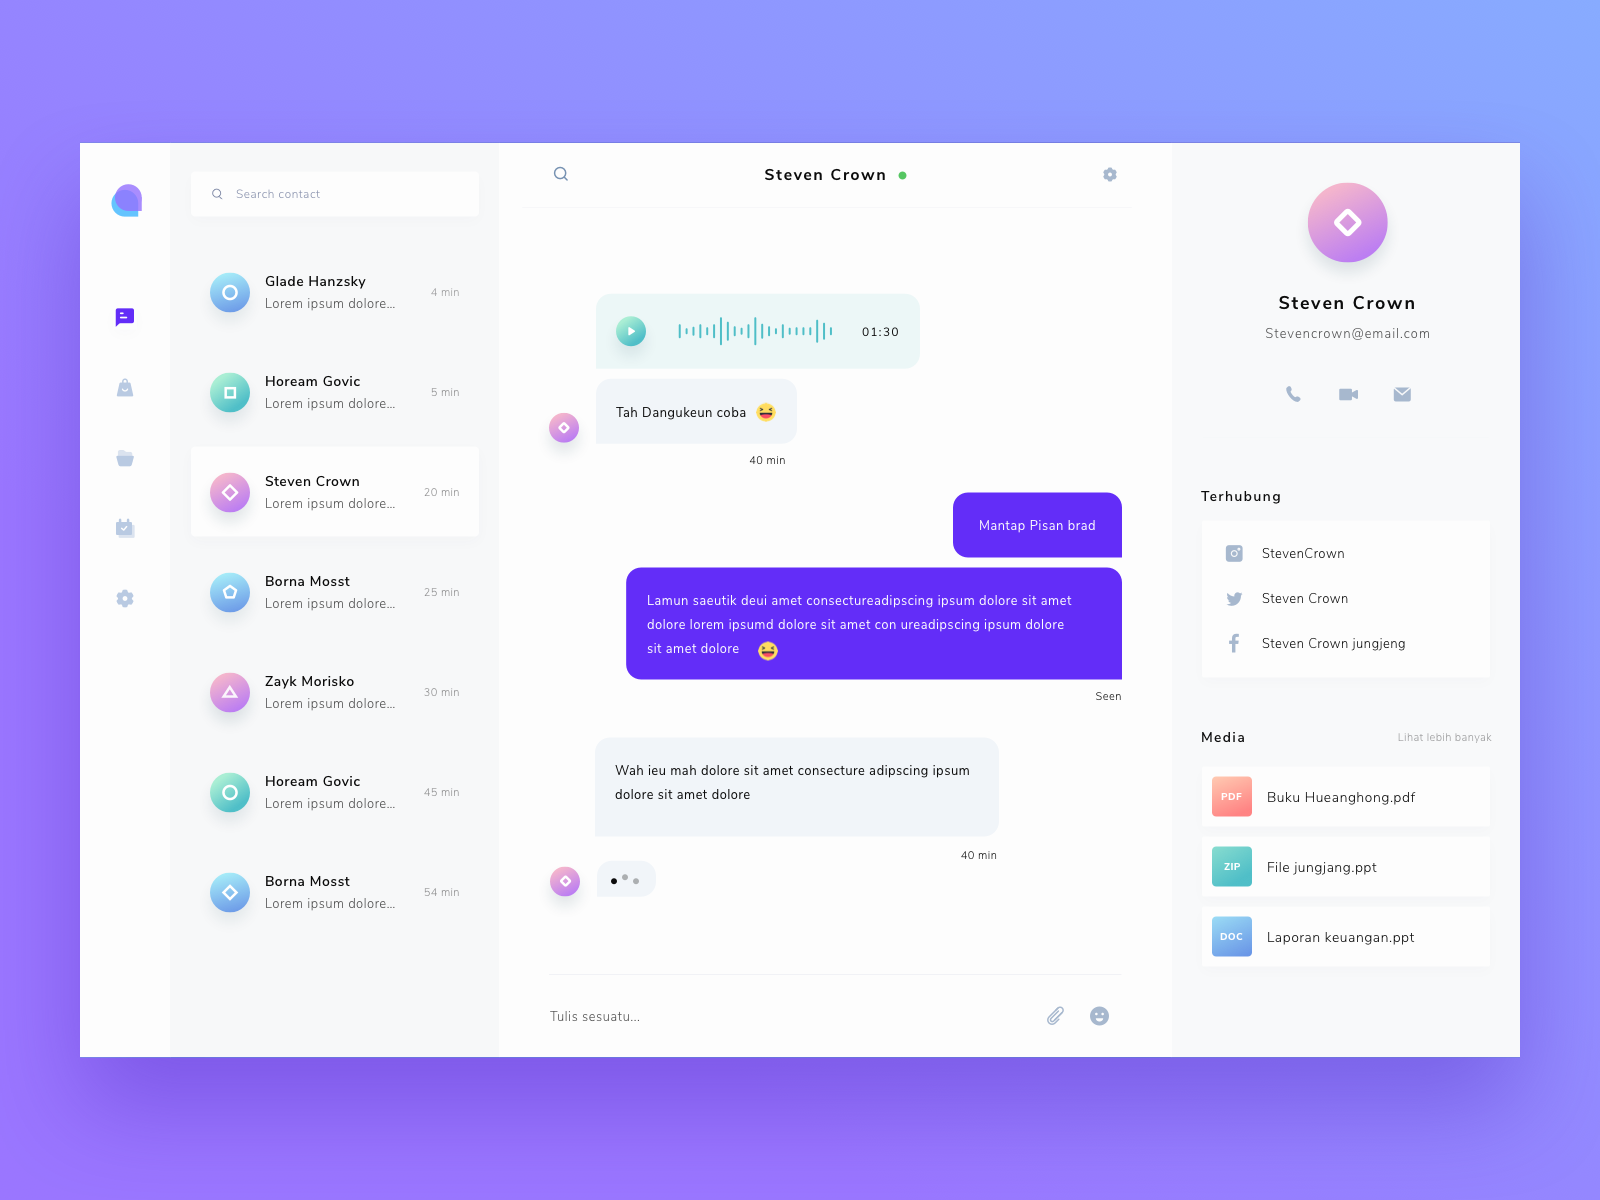 Search contact
Glade Hanzsky
Lorem ipsum dolore...
4 min
Horeram Govic
Lorem ipsum dolore...
5 min
Steven Crown
Lorem ipsum dolore...
20 min
Borna Mosst
Lorem ipsum dolore...
25 min
Zayk Morisko
Lorem ipsum dolore...
30 min
Horeram Govic
Lorem ipsum dolore...
45 min
Borna Mosst
Lorem ipsum dolore...
54 min
Steven Crown
01:30
Tah Dangukeun coba
40 min
Mantap Pisan brad
Lamun saeutik deui amet consectureadipscing ipsum dolore sit amet
dolore lorem ipsumd dolore sit amet con ureadipscing ipsum dolore
sit amet dolore
Seen
Wah ieu mah dolore sit amet consecture adipscing ipsum
dolore sit amet dolore
40 min
Tulis sesuatu...
Steven Crown
Stevencrown@email.com
Terhubung
StevenCrown
Steven Crown
Steven Crown jungjeng
Media
Lihat lebih banyak
PDF
Buku Hueanghong.pdf
ZIP
File jungjang.ppt
DOC
Laporan keuangan.ppt